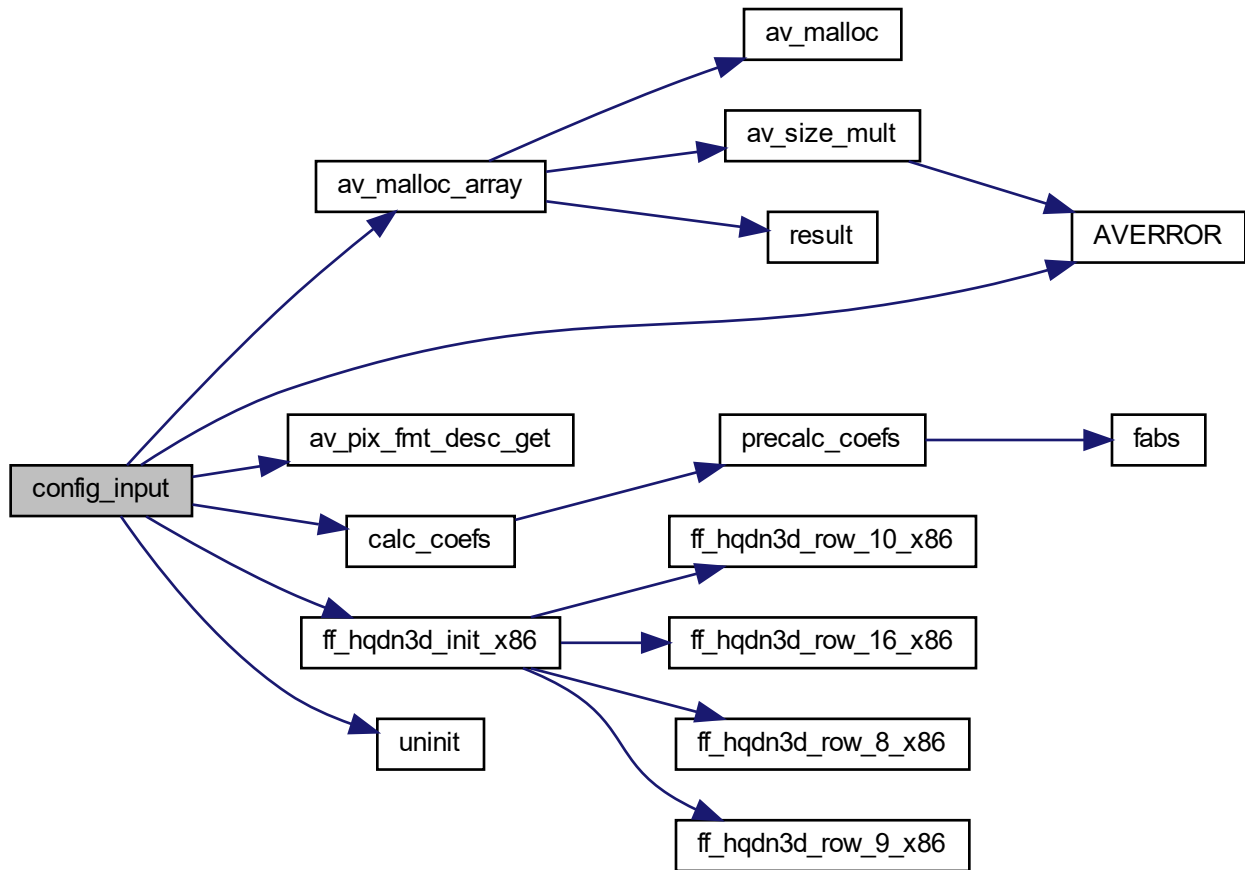 av_malloc
av_size_mult
av_malloc_array
result
AVERROR
av_pix_fmt_desc_get
precalc_coefs
fabs
config_input
calc_coefs
ff_hqdn3d_row_10_x86
ff_hqdn3d_init_x86
ff_hqdn3d_row_16_x86
uninit
ff_hqdn3d_row_8_x86
ff_hqdn3d_row_9_x86